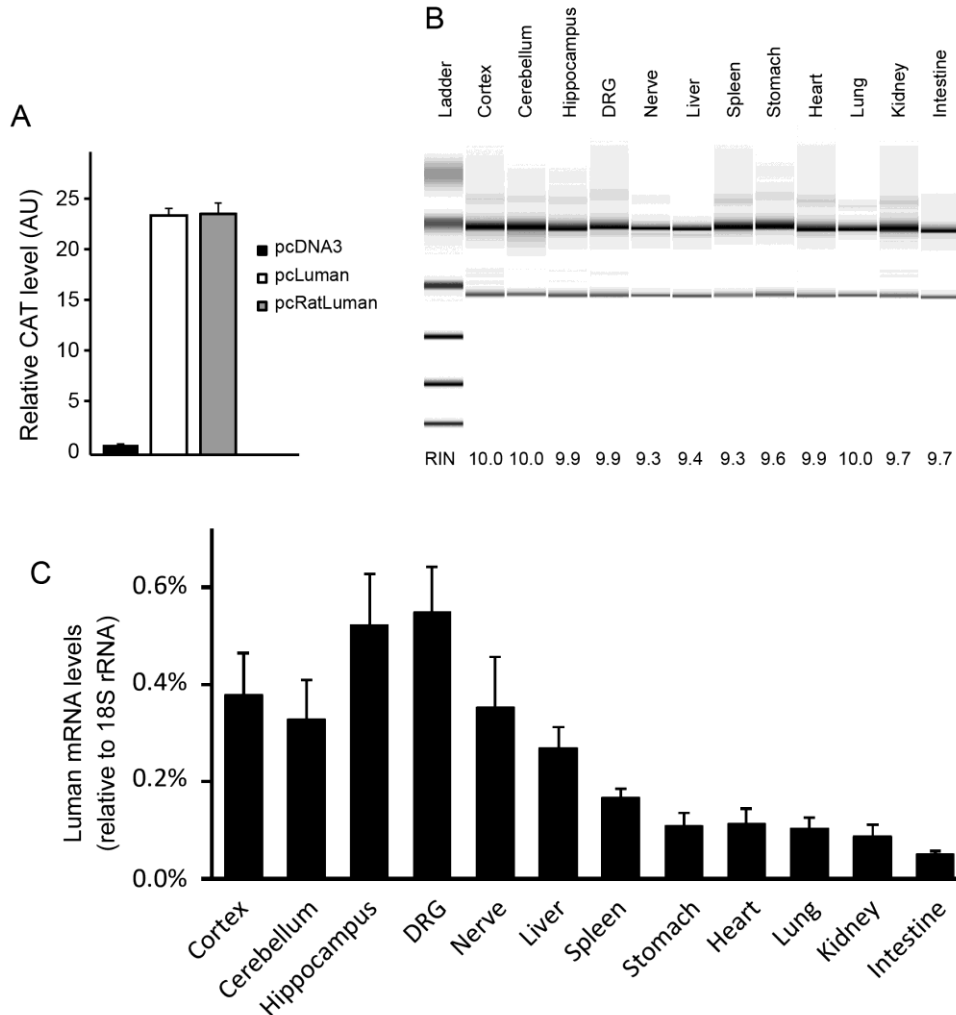 A
Relative CAT level (AU)
25
20
15
10
5
0
pcDNA3
pcLuman
pcRatLuman
B
Ladder
Cortex
Cerebellum
Hippocampus
DRG
Nerve
Liver
Spleen
Stomach
Heart
Lung
Kidney
Intestine
RIN 10.0 10.0 9.9 9.9 9.3 9.4 9.3 9.6 9.9 10.0 9.7 9.7
C
Luman mRNA levels
(relative to 18S rRNA)
0.6%
0.4%
0.2%
0.0%
Cortex
Cerebellum
Hippocampus
DRG
Nerve
Liver
Spleen
Stomach
Heart
Lung
Kidney
Intestine